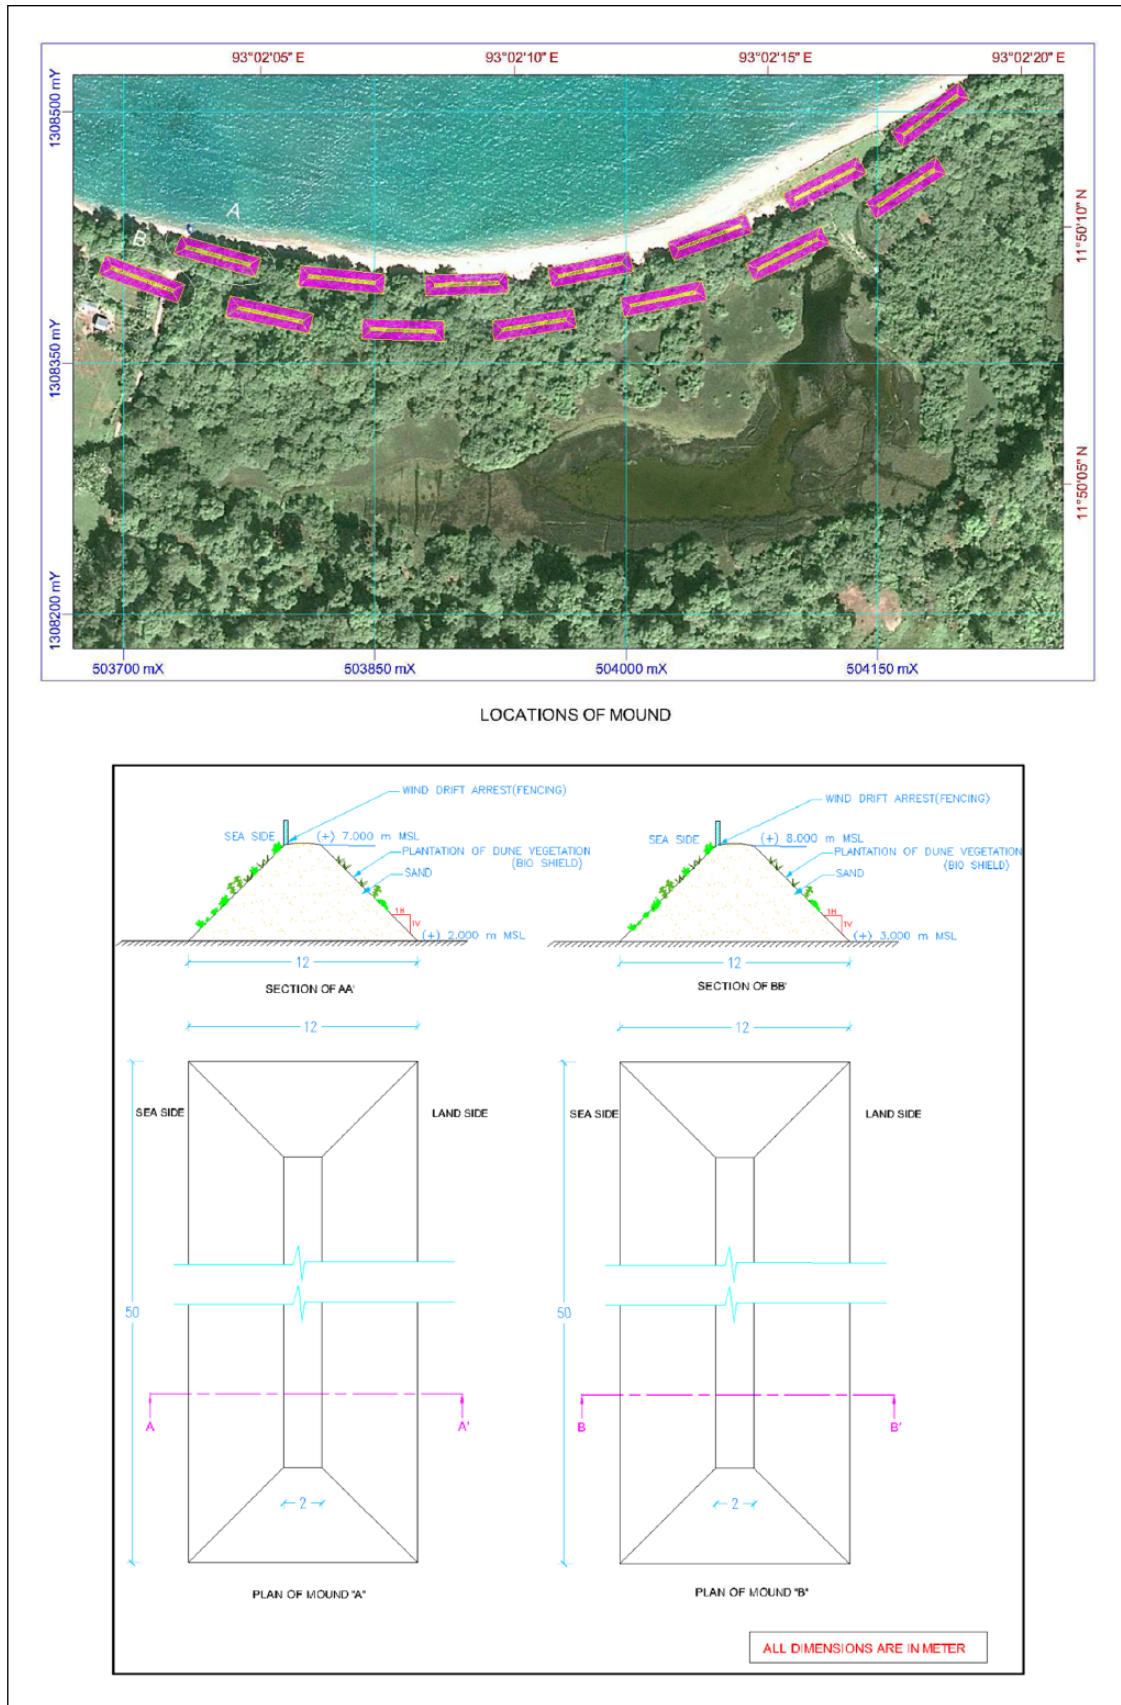 93°02'05" E
93°02'10" E
93°02'15" E
93°02'20" E
1308500 mY
A
B
11°50'10" N
1308350 mY
11°50'05" N
1308200 mY
503700 mX
503850 mX
504000 mX
504150 mX
LOCATIONS OF MOUND
WIND DRIFT ARREST(FENCING)
SEA SIDE
(+) 7.000 m MSL
PLANTATION OF DUNE VEGETATION
(BIO SHIELD)
SAND
1H
1V
(+) 2.000 m MSL
12
SECTION OF AA'
WIND DRIFT ARREST(FENCING)
SEA SIDE
(+) 8.000 m MSL
PLANTATION OF DUNE VEGETATION
(BIO SHIELD)
SAND
1H
1V
(+) 3.000 m MSL
12
SECTION OF BB'
12
SEA SIDE
LAND SIDE
50
A
A'
2
PLAN OF MOUND "A"
12
SEA SIDE
LAND SIDE
50
B
B'
2
PLAN OF MOUND "B"
ALL DIMENSIONS ARE IN METER